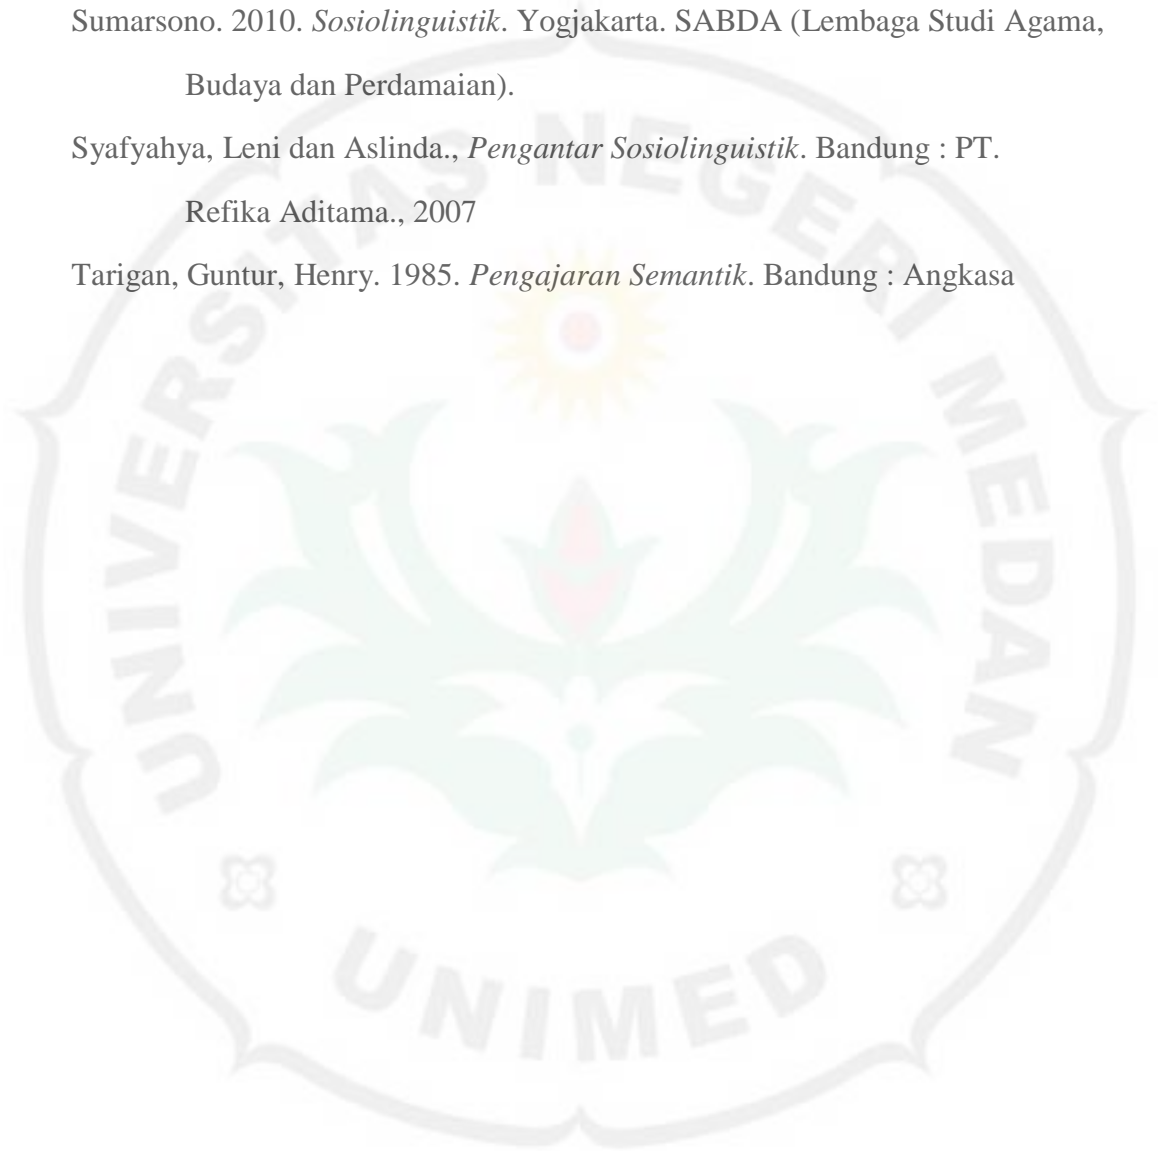 Sumarsono. 2010. Sosiolinguistik. Yogjakarta. SABDA (Lembaga Studi Agama,
Budaya dan Perdamaian).
Syafyahya, Leni dan Aslinda., Pengantar Sosiolinguistik. Bandung : PT.
Refika Aditama., 2007
Tarigan, Guntur, Henry. 1985. Pengajaran Semantik. Bandung : Angkasa
UNIVERSITAS NEGERI MEDAN
UNIMED